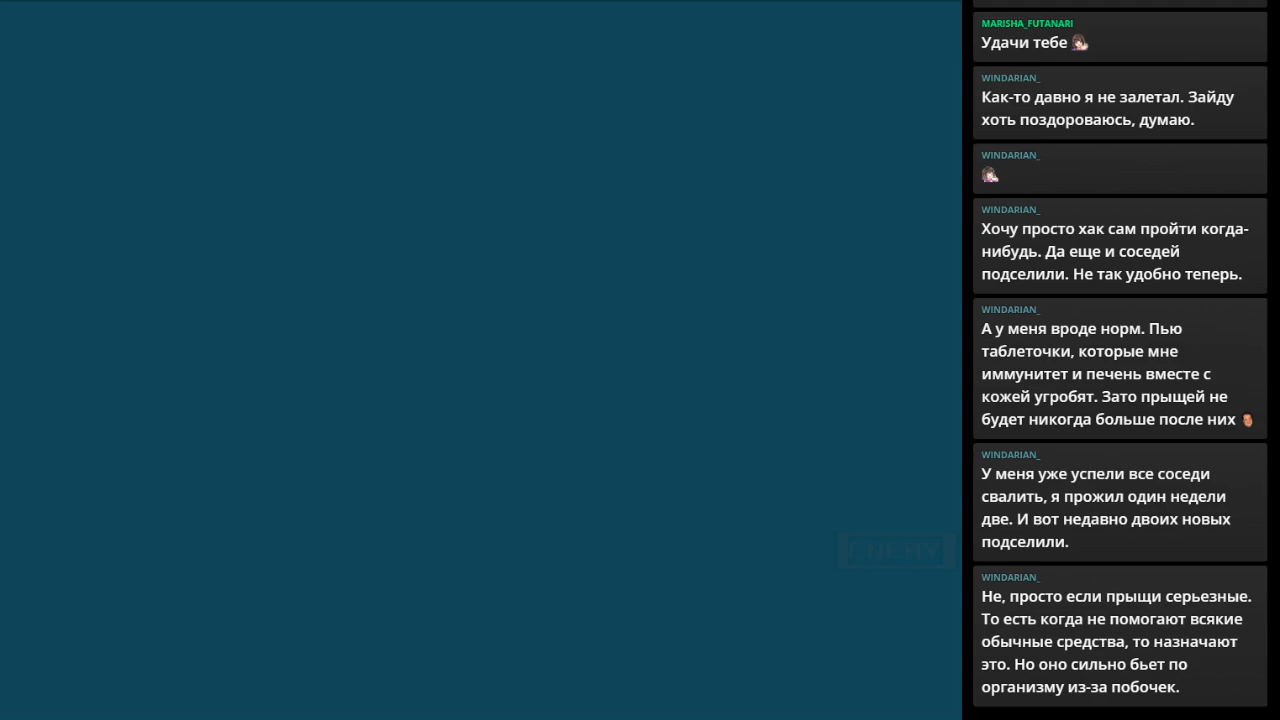 MARISHA_FUTANARI
Удачи тебе
WINDARIAN_
Как-то давно я не залетал. Зайду
хоть поздороваюсь, думаю.
WINDARIAN_
WINDARIAN_
Хочу просто хак сам пройти когда-
нибудь. Да еще и соседей
подселили. Не так удобно теперь.
WINDARIAN_
А у меня вроде норм. Пью
таблеточки, которые мне
иммунитет и печень вместе с
кожей угробят. Зато прыщей не
будет никогда больше после них
WINDARIAN_
У меня уже успели все соседи
свалить, я прожил один недели
две. И вот недавно двоих новых
подселили.
WINDARIAN_
Не, просто если прыщи серьезные.
То есть когда не помогают всякие
обычные средства, то назначают
это. Но оно сильно бьет по
организму из-за побочек.